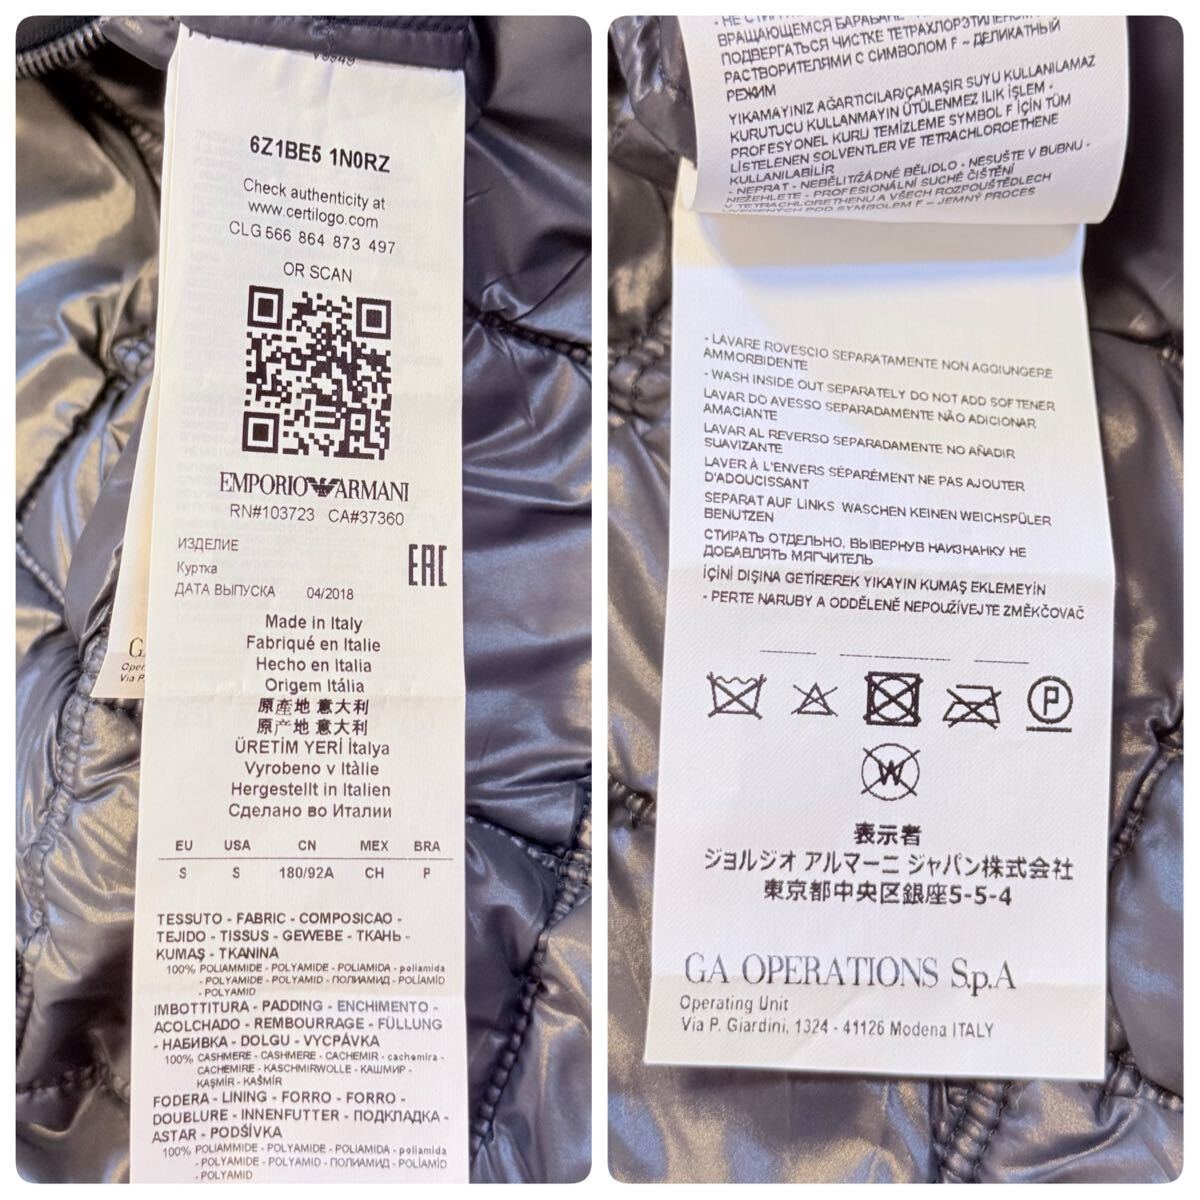 V9949
6Z1BE5 1N0RZ
Check authenticity at
www.certilogo.com
CLG 566 864 873 497
OR SCAN
EMPORIO ARMANI
RN#103723 CA#37360
ИЗДЕЛИЕ
Куртка
ДАТА ВЫПУСКА 04/2018
EAC
Made in Italy
Fabriqué en Italie
Hecho en Italia
Origem Itália
原產地 意大利
原产地 意大利
ÜRETİM YERİ İtalya
Vyrobeno v Itàlie
Hergestellt in Italien
Сделано во Италии
EU USA CN MEX BRA
S S 180/92A CH P
TESSUTO - FABRIC - COMPOSICAO -
TEJIDO - TISSUS - GEWEBE - ТКАНЬ -
KUMAŞ - TKANINA
100% POLIAMMIDE - POLYAMIDE - POLIAMIDA - poliamida
- POLYAMIDE - POLYAMID - ПОЛИАМИД - POLİAMİD
- POLYAMID
IMBOTTITURA - PADDING - ENCHIMENTO -
ACOLCHADO - REMBOURRAGE - FÜLLUNG
- НАБИВКА - DOLGU - VYCPÁVKA
100% CASHMERE - CASHMERE - CACHEMIR - cachemira -
CACHEMIRE - KASCHMIRWOLLE - КАШМИР -
KAŞMİR - KAŠMÍR
FODERA - LINING - FORRO - FORRO -
DOUBLURE - INNENFUTTER - ПОДКЛАДКА -
ASTAR - PODŠÍVKA
100% POLIAMMIDE - POLYAMIDE - POLIAMIDA - poliamida
- POLYAMIDE - POLYAMID - ПОЛИАМИД - POLİAMİD
- POLYAMID
G
Oper
Via P.
ВРАЩАЮЩЕМСЯ БАРАБАНЕ
ПОДВЕРГАТЬСЯ ЧИСТКЕ ТЕТРАХЛОРЭТИЛЕНОМ
РАСТВОРИТЕЛЯМИ С СИМВОЛОМ F – ДЕЛИКАТНЫЙ
РЕЖИМ
YIKAMAYINIZ AĞARTICILAR/ÇAMAŞIR SUYU KULLANILAMAZ
KURUTUCU KULLANMAYIN ÜTÜLENMEZ ILIK İŞLEM -
PROFESYONEL KURU TEMİZLEME SYMBOL F İÇİN TÜM
LİSTELENEN SOLVENTLER VE TETRACHLOROETHENE
KULLANILABİLİR
- NEPRAT - NEBĚLIT/ŽÁDNÉ BĚLIDLO - NESUŠTE V BUBNU -
NEŽEHLETE - PROFESIONÁLNÍ SUCHÉ ČIŠTĚNÍ
V TETRACHLORETHENU A VŠECH ROZPOUŠTĚDLECH
UVEDENÝCH POD SYMBOLEM F – JEMNÝ PROCES
- LAVARE ROVESCIO SEPARATAMENTE NON AGGIUNGERE
AMMORBIDENTE
- WASH INSIDE OUT SEPARATELY DO NOT ADD SOFTENER
LAVAR DO AVESSO SEPARADAMENTE NÃO ADICIONAR
AMACIANTE
LAVAR AL REVERSO SEPARADAMENTE NO AÑADIR
SUAVIZANTE
LAVER À L'ENVERS SÉPARÉMENT NE PAS AJOUTER
D'ADOUCISSANT
SEPARAT AUF LINKS WASCHEN KEINEN WEICHSPÜLER
BENUTZEN
СТИРАТЬ ОТДЕЛЬНО, ВЫВЕРНУВ НАИЗНАНКУ НЕ
ДОБАВЛЯТЬ МЯГЧИТЕЛЬ
İÇİNİ DIŞINA GETİREREK YIKAYIN KUMAŞ EKLEMEYİN
- PERTE NARUBY A ODDĚLENĚ NEPOUŽÍVEJTE ZMĚKČOVAČ
P
W
表示者
ジョルジオ アルマーニ ジャパン株式会社
東京都中央区銀座5-5-4
GA OPERATIONS S.p.A
Operating Unit
Via P. Giardini, 1324 - 41126 Modena ITALY